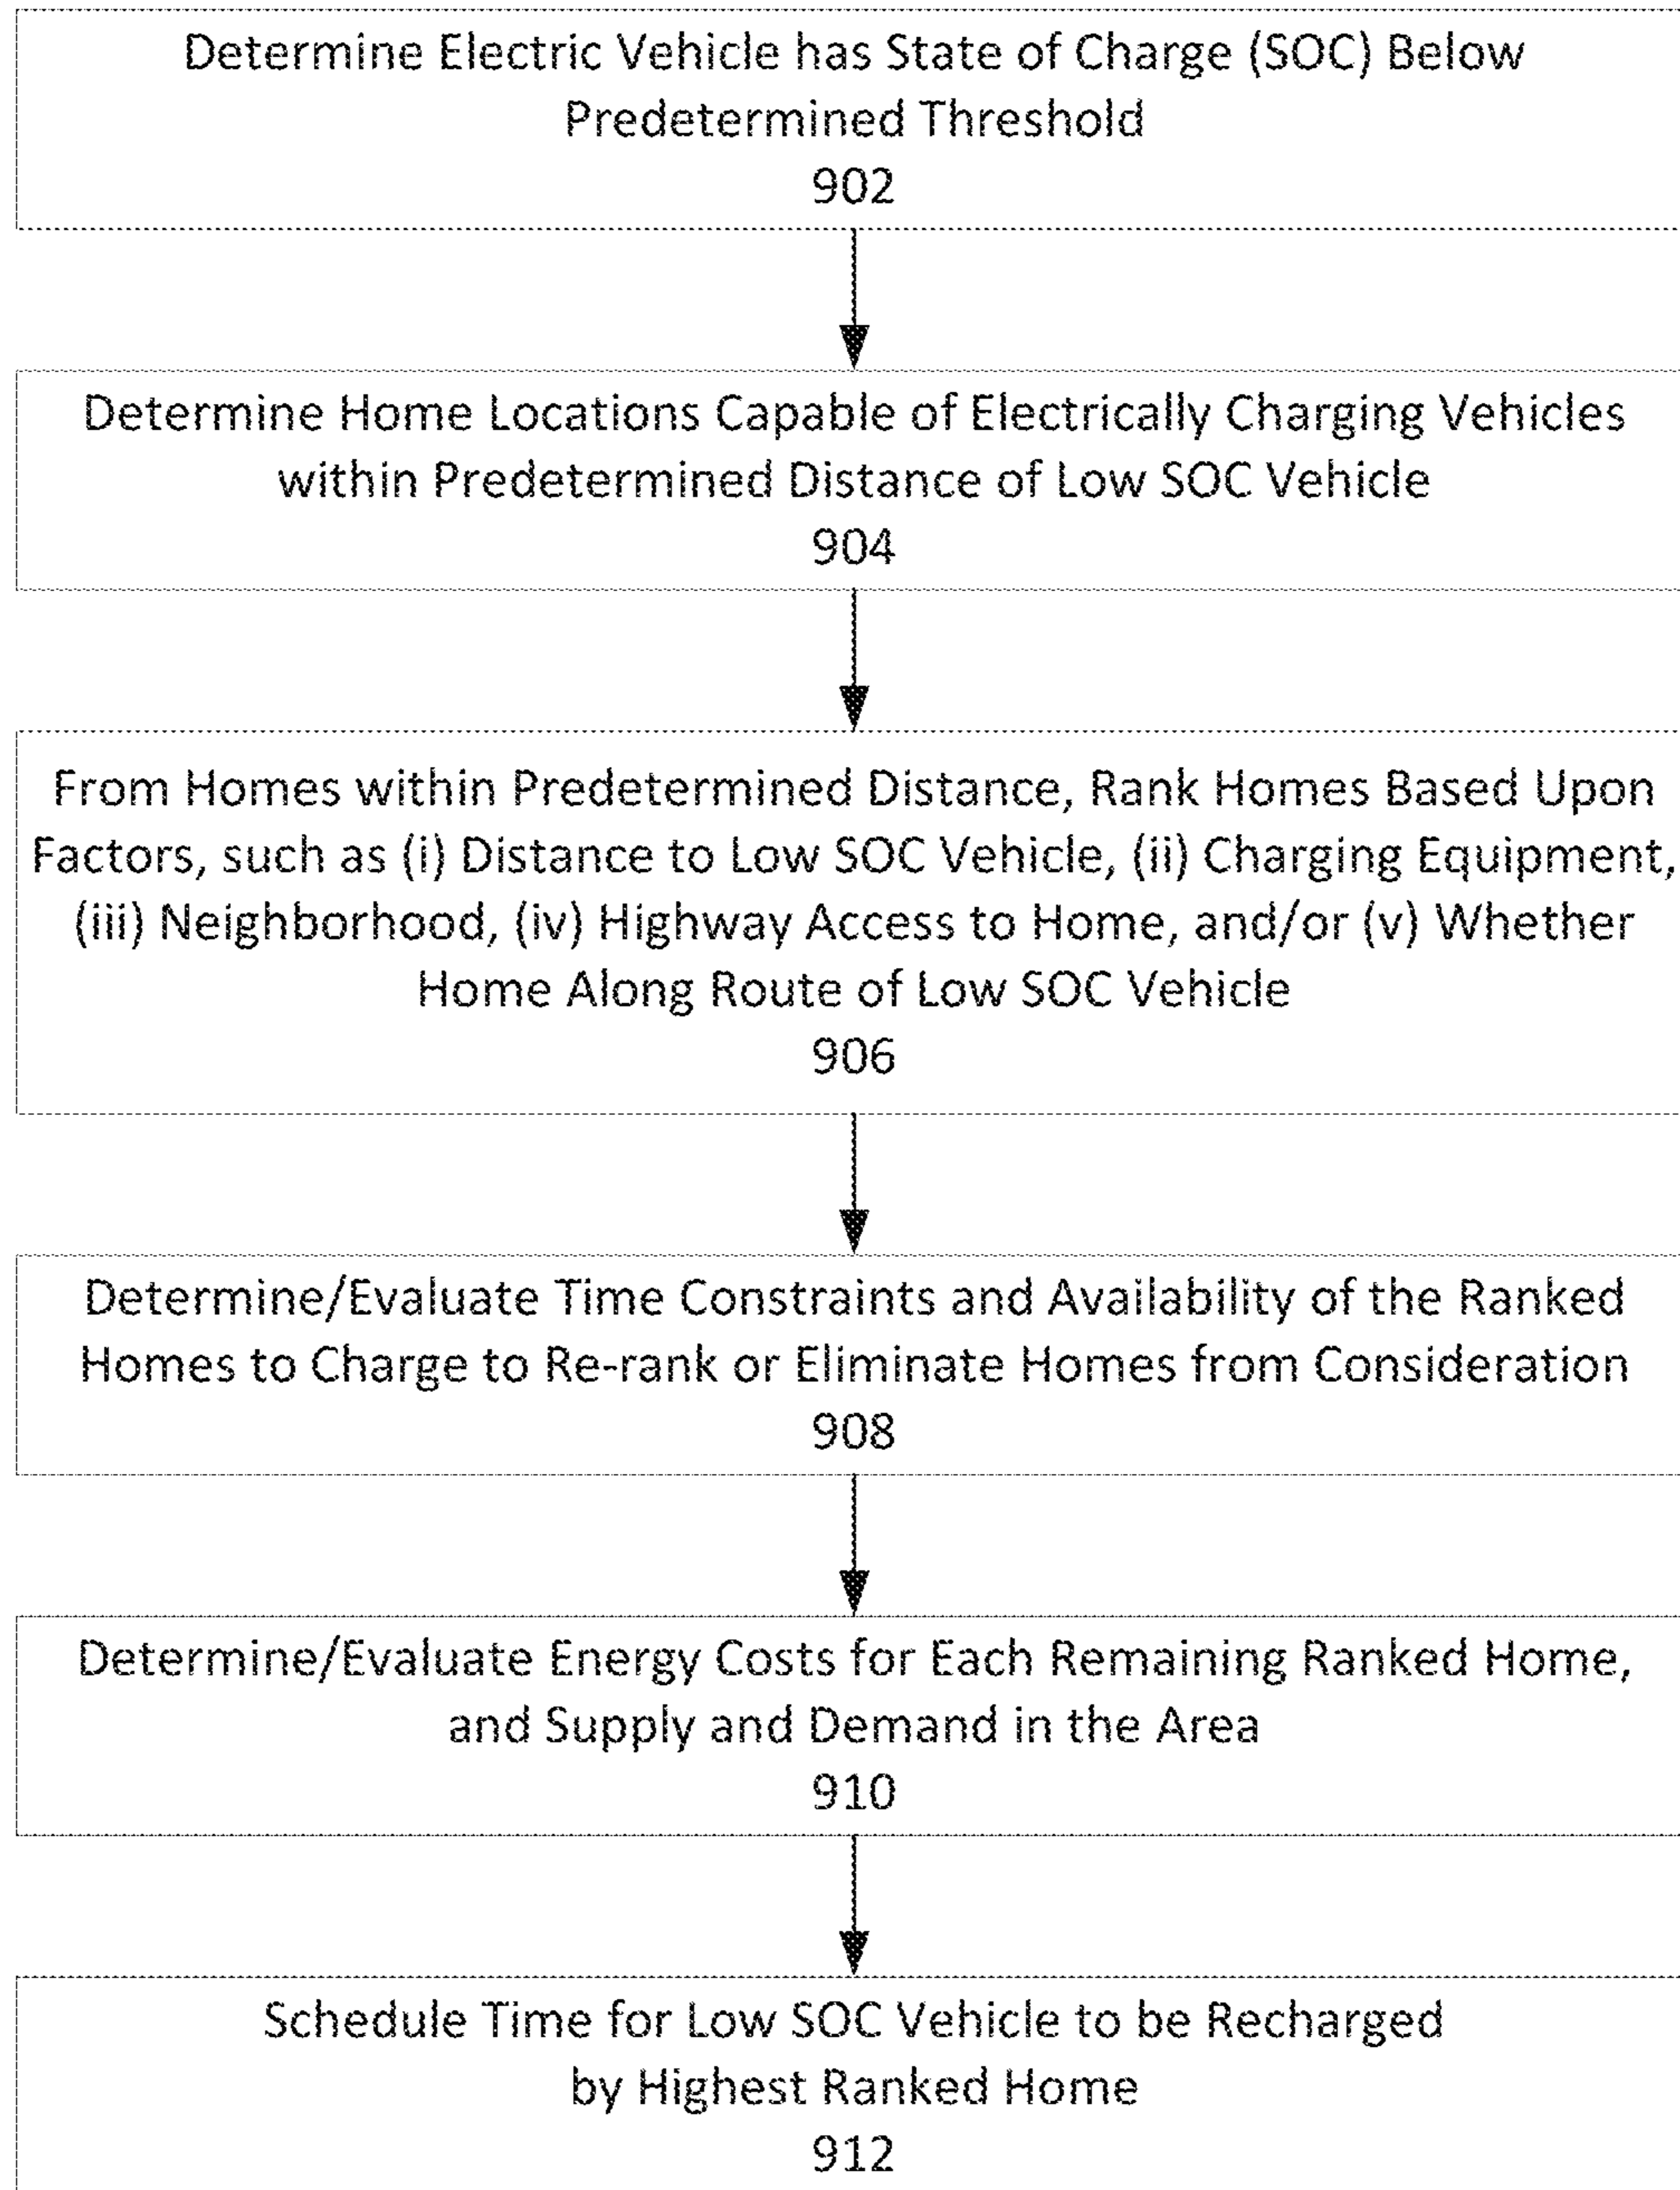 Determine Electric Vehicle has State of Charge (SOC) Below
Predetermined Threshold
902
Determine Home Locations Capable of Electrically Charging Vehicles
within Predetermined Distance of Low SOC Vehicle
904
From Homes within Predetermined Distance, Rank Homes Based Upon
Factors, such as (i) Distance to Low SOC Vehicle, (ii) Charging Equipment,
(iii) Neighborhood, (iv) Highway Access to Home, and/or (v) Whether
Home Along Route of Low SOC Vehicle
906
Determine/Evaluate Time Constraints and Availability of the Ranked
Homes to Charge to Re-rank or Eliminate Homes from Consideration
908
Determine/Evaluate Energy Costs for Each Remaining Ranked Home,
and Supply and Demand in the Area
910
Schedule Time for Low SOC Vehicle to be Recharged
by Highest Ranked Home
912